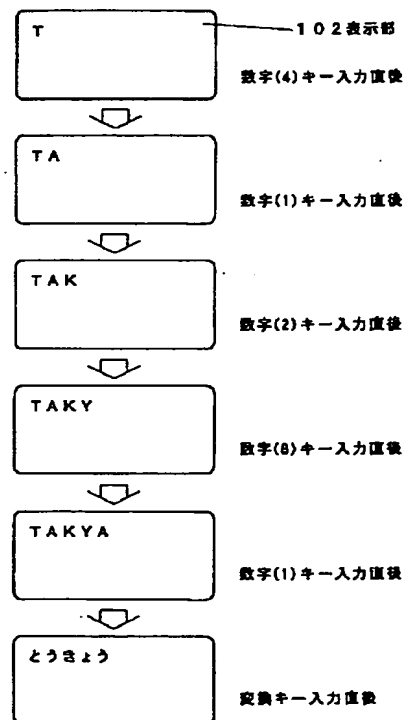 T
102表示部
数字(4)キー入力直後
TA
数字(1)キー入力直後
TAK
数字(2)キー入力直後
TAKY
数字(8)キー入力直後
TAKYA
数字(1)キー入力直後
とうきょう
変換キー入力直後